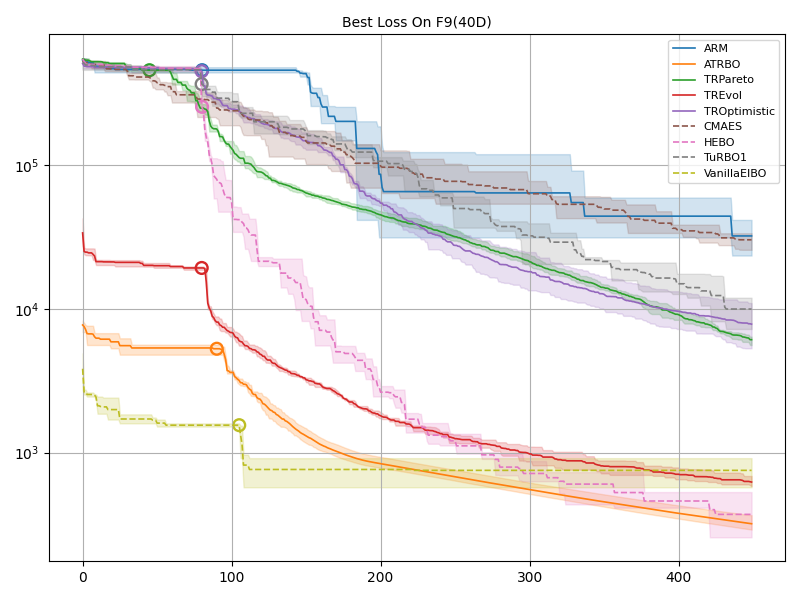 Best Loss On F9(40D)
ARM
ATRBO
TRPareto
TREvol
TROptimistic
CMAES
HEBO
TuRBO1
VanillaEIBO
10^5
10^4
10^3
0 100 200 300 400